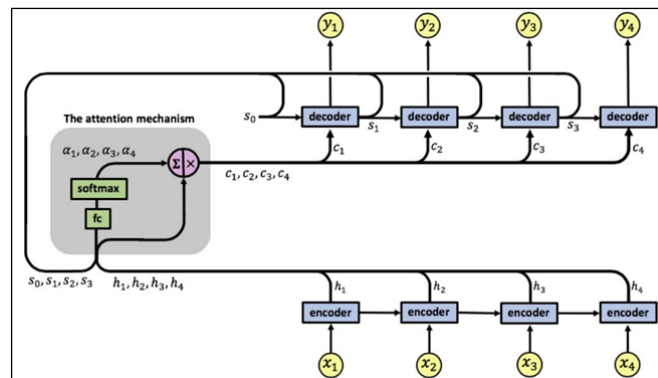 y₁ y₂ y₃ y₄
The attention mechanism
s₀ decoder s₁ decoder s₂ decoder s₃ decoder
α₁, α₂, α₃, α₄
c₁ c₂ c₃ c₄
Σ ×
c₁, c₂, c₃, c₄
softmax
fc
s₀, s₁, s₂, s₃ h₁, h₂, h₃, h₄
h₁ h₂ h₃ h₄
encoder encoder encoder encoder
x₁ x₂ x₃ x₄